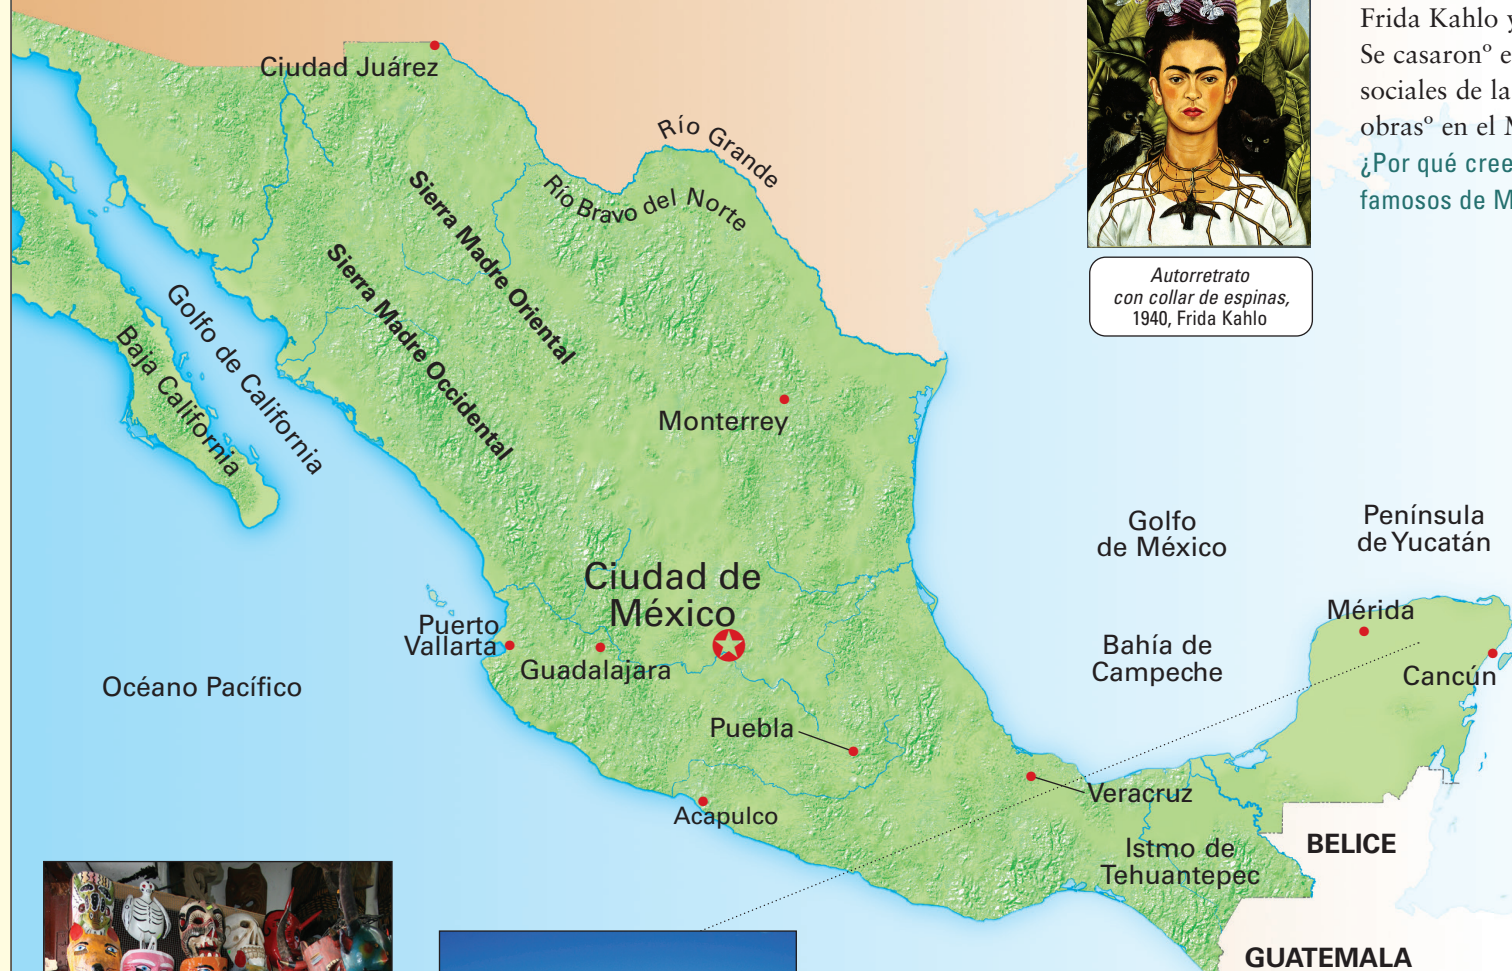 Frida Kahlo y
Se casaron° e
sociales de la
obras° en el
¿Por qué cree
famosos de M
Autorretrato
con collar de espinas,
1940, Frida Kahlo
Ciudad Juárez
Río Grande
Río Bravo del Norte
Sierra Madre Oriental
Sierra Madre Occidental
Golfo de California
Baja California
Monterrey
Golfo
de México
Península
de Yucatán
Ciudad de
México
Puerto
Vallarta
Guadalajara
Mérida
Bahía de
Campeche
Cancún
Océano Pacífico
Puebla
Veracruz
Acapulco
Istmo de
Tehuantepec
BELICE
GUATEMALA